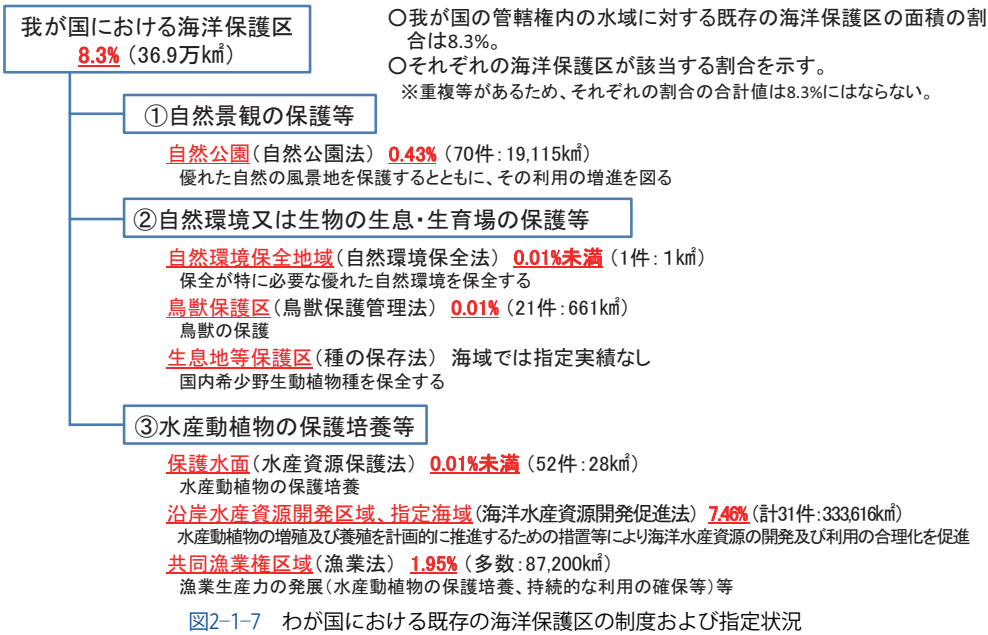 我が国における海洋保護区
8.3% (36.9万㎢)
○我が国の管轄権内の水域に対する既存の海洋保護区の面積の割
合は8.3%。
○それぞれの海洋保護区が該当する割合を示す。
※重複等があるため、それぞれの割合の合計値は8.3%にはならない。
①自然景観の保護等
自然公園(自然公園法) 0.43% (70件:19,115㎢)
優れた自然の風景地を保護するとともに、その利用の増進を図る
②自然環境又は生物の生息・生育場の保護等
自然環境保全地域(自然環境保全法) 0.01%未満 (1件:1㎢)
保全が特に必要な優れた自然環境を保全する
鳥獣保護区(鳥獣保護管理法) 0.01% (21件:661㎢)
鳥獣の保護
生息地等保護区(種の保存法) 海域では指定実績なし
国内希少野生動植物種を保全する
③水産動植物の保護培養等
保護水面(水産資源保護法) 0.01%未満 (52件:28㎢)
水産動植物の保護培養
沿岸水産資源開発区域、指定海域(海洋水産資源開発促進法) 7.46%(計31件:333,616㎢)
水産動植物の増殖及び養殖を計画的に推進するための措置等により海洋水産資源の開発及び利用の合理化を促進
共同漁業権区域(漁業法) 1.95% (多数:87,200㎢)
漁業生産力の発展(水産動植物の保護培養、持続的な利用の確保等)等
図2-1-7 わが国における既存の海洋保護区の制度および指定状況